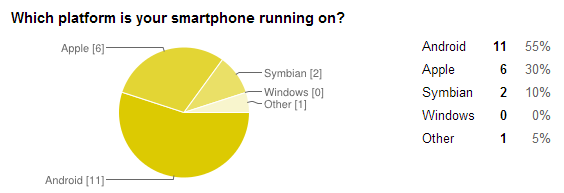 Which platform is your smartphone running on?
Apple [6]
Symbian [2]
Windows [0]
Other [1]
Android [11]
Android 11 55%
Apple 6 30%
Symbian 2 10%
Windows 0 0%
Other 1 5%